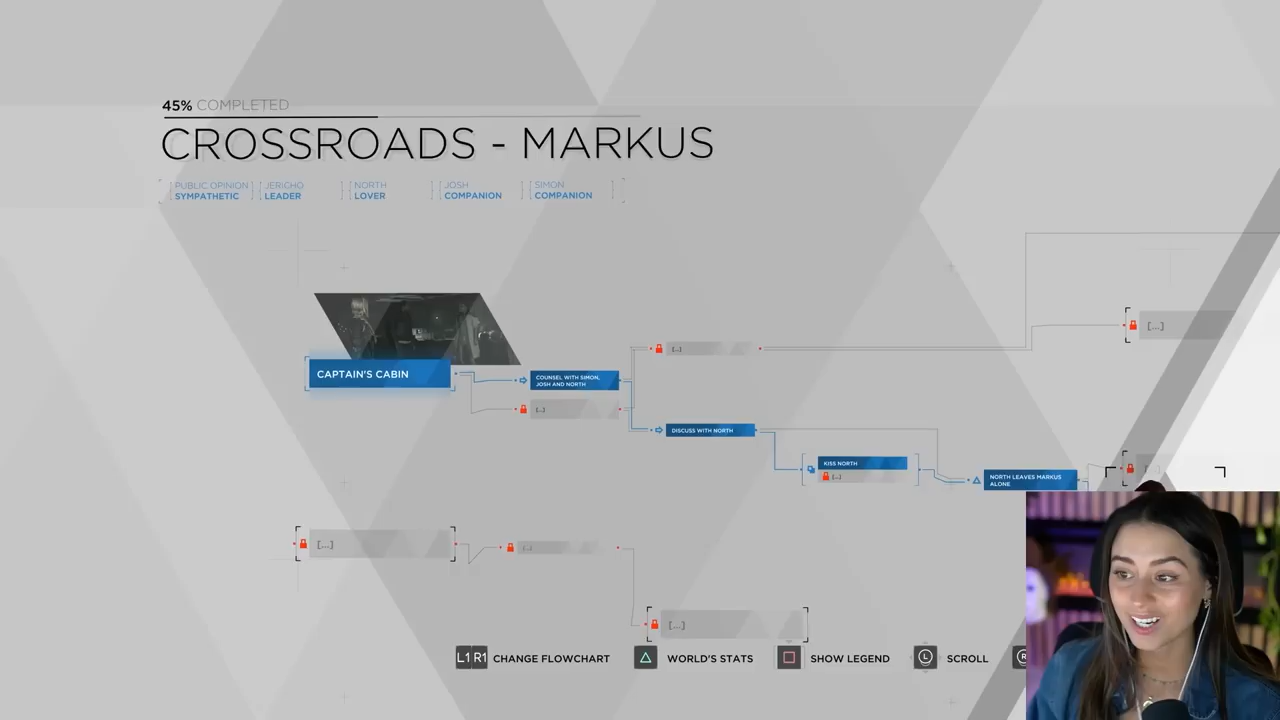 45% COMPLETED
CROSSROADS - MARKUS
PUBLIC OPINION JERICHO NORTH JOSH SIMON
SYMPATHETIC LEADER LOVER COMPANION COMPANION
[...]
[...]
CAPTAIN'S CABIN
COUNSEL WITH SIMON,
JOSH AND NORTH
[...]
DISCUSS WITH NORTH
KISS NORTH
[...]
[...]
NORTH LEAVES MARKUS
ALONE
[...]
[...]
[...]
L1 R1 CHANGE FLOWCHART WORLD'S STATS SHOW LEGEND L SCROLL R